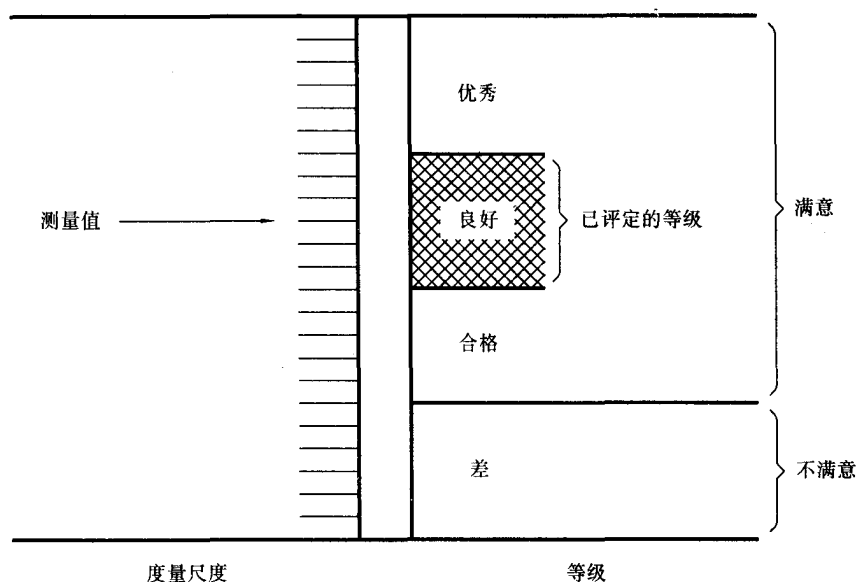 优秀
测量值
良好
已评定的等级
满意
合格
差
不满意
度量尺度
等级